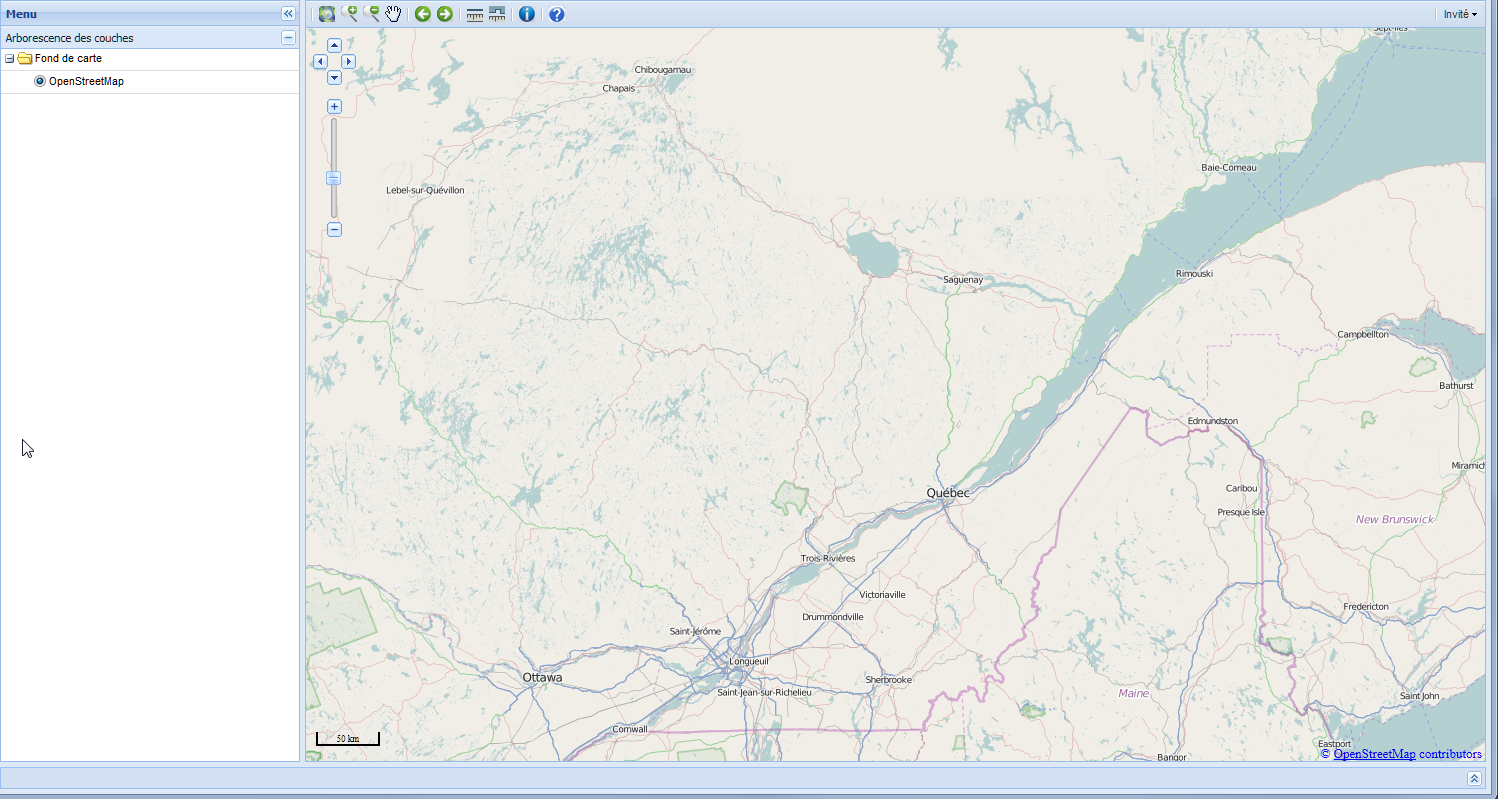 Menu
Invité
Arborescence des couches
Fond de carte
OpenStreetMap
Chibougamau
Chapais
Baie-Comeau
Lebel-sur-Quévillon
Rimouski
Saguenay
Campbellton
Bathurst
Edmundston
Miramich
Caribou
Québec
Presque Isle
New Brunswick
Trois-Rivières
Victoriaville
Fredericton
Drummondville
Saint-Jérôme
Longueuil
Ottawa
Sherbrooke
Saint-Jean-sur-Richelieu
Maine
Saint John
Cornwall
50 km
Eastport
Bangor
© OpenStreetMap contributors